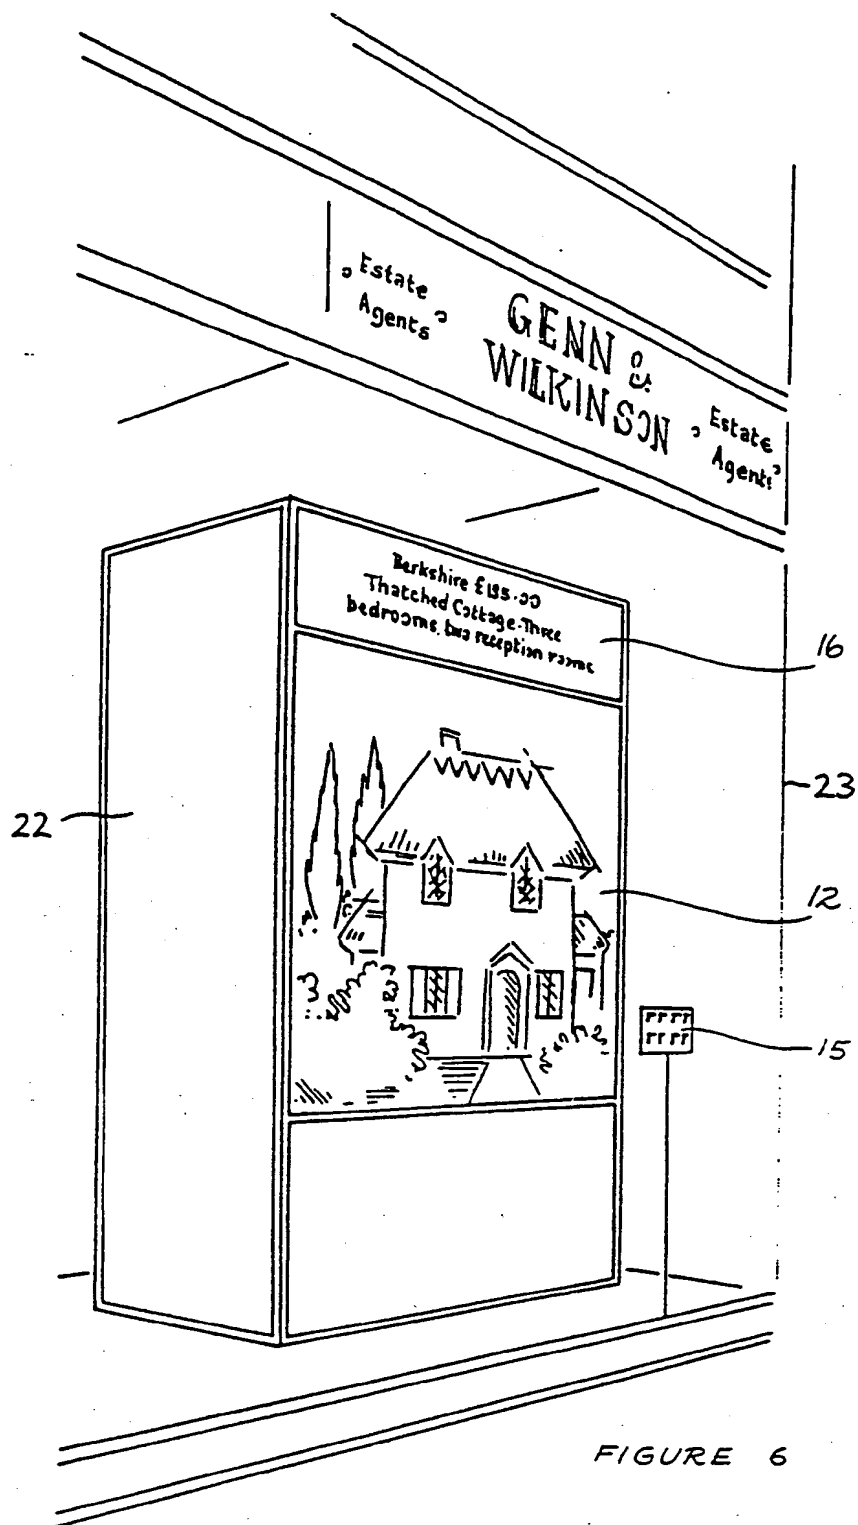 Estate
Agents
GENN &
WILKINSON
Estate
Agents
Berkshire £195.00
Thatched Cottage-Three
bedrooms, two reception rooms
16
23
22
12
15
FIGURE 6